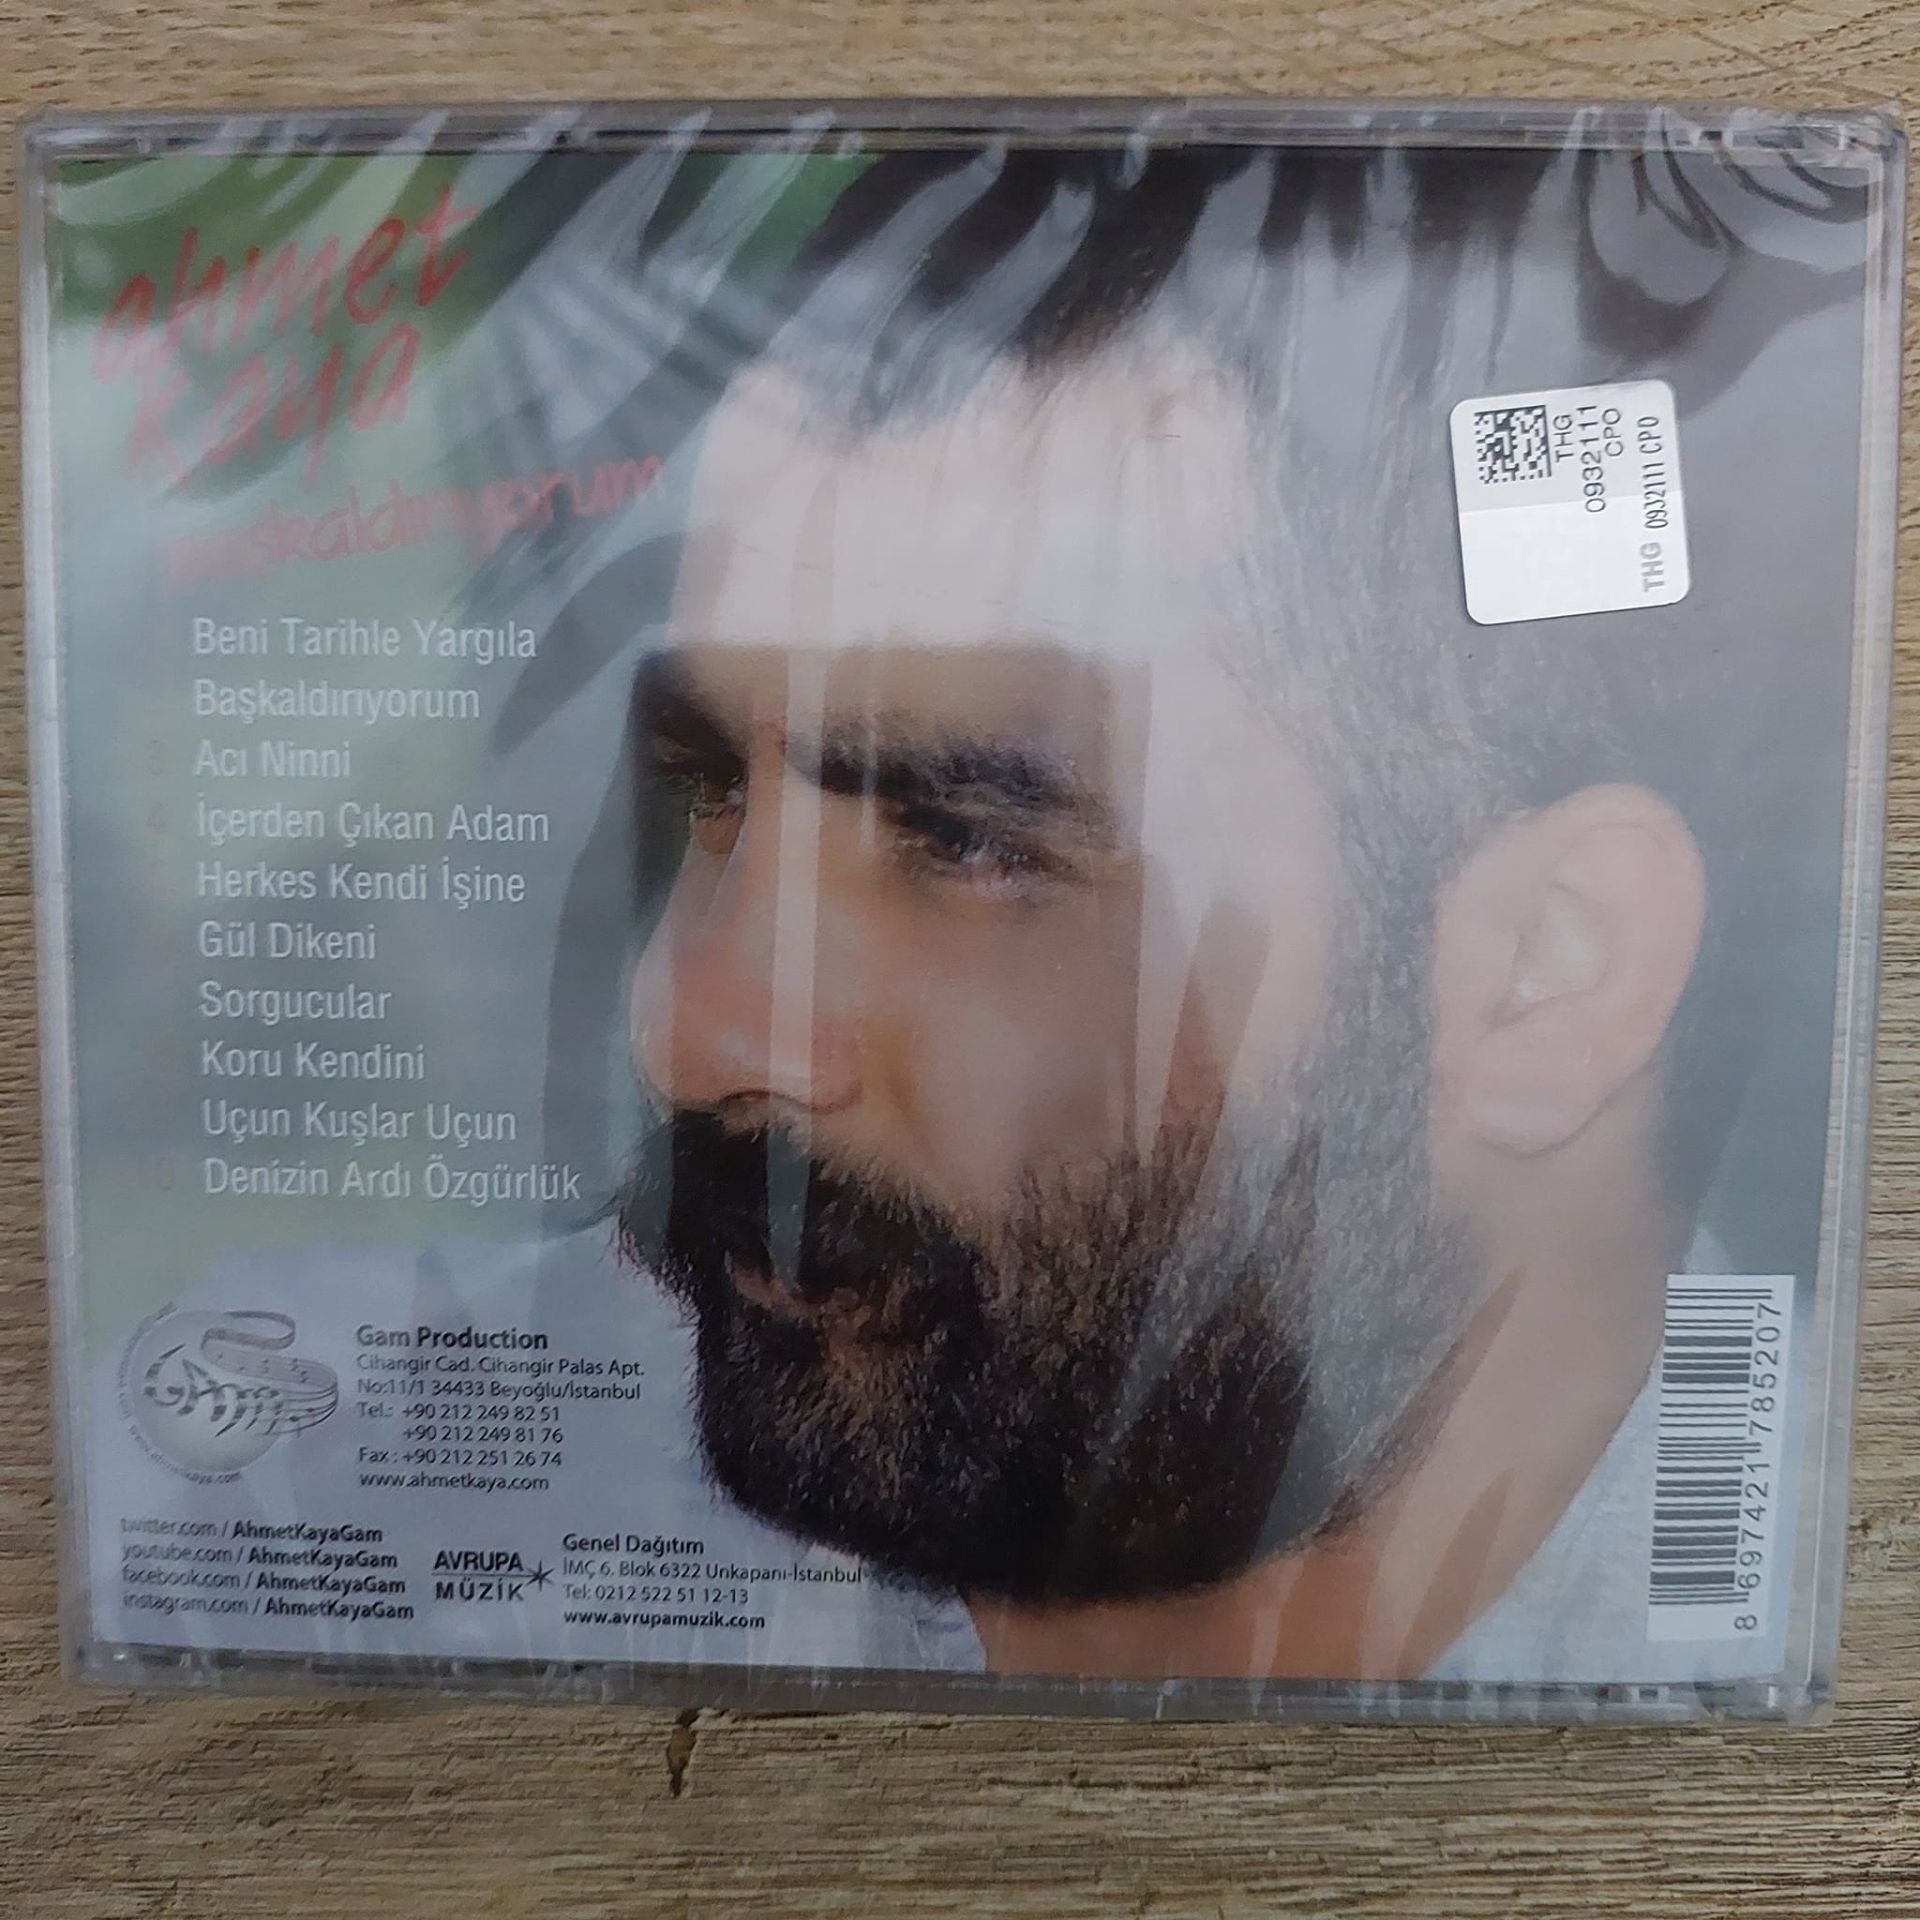 ahmet
kaya
başkaldırıyorum
Beni Tarihle Yargıla
Başkaldırıyorum
3 Acı Ninni
4 İçerden Çıkan Adam
Herkes Kendi İşine
Gül Dikeni
Sorgucular
Koru Kendini
Uçun Kuşlar Uçun
Denizin Ardı Özgürlük
THG
0932111
CPO
THG 0932111 CPO
Gam Production
Cihangir Cad. Cihangir Palas Apt.
No:11/1 34433 Beyoğlu/İstanbul
Tel.: +90 212 249 82 51
+90 212 249 81 76
Fax : +90 212 251 26 74
www.ahmetkaya.com
twitter.com / AhmetKayaGam
youtube.com / AhmetKayaGam
facebook.com / AhmetKayaGam
instagram.com / AhmetKayaGam
AVRUPA
MÜZİK
Genel Dağıtım
İMÇ 6. Blok 6322 Unkapanı-İstanbul
Tel: 0212 522 51 12-13
www.avrupamuzik.com
8 697421 785207